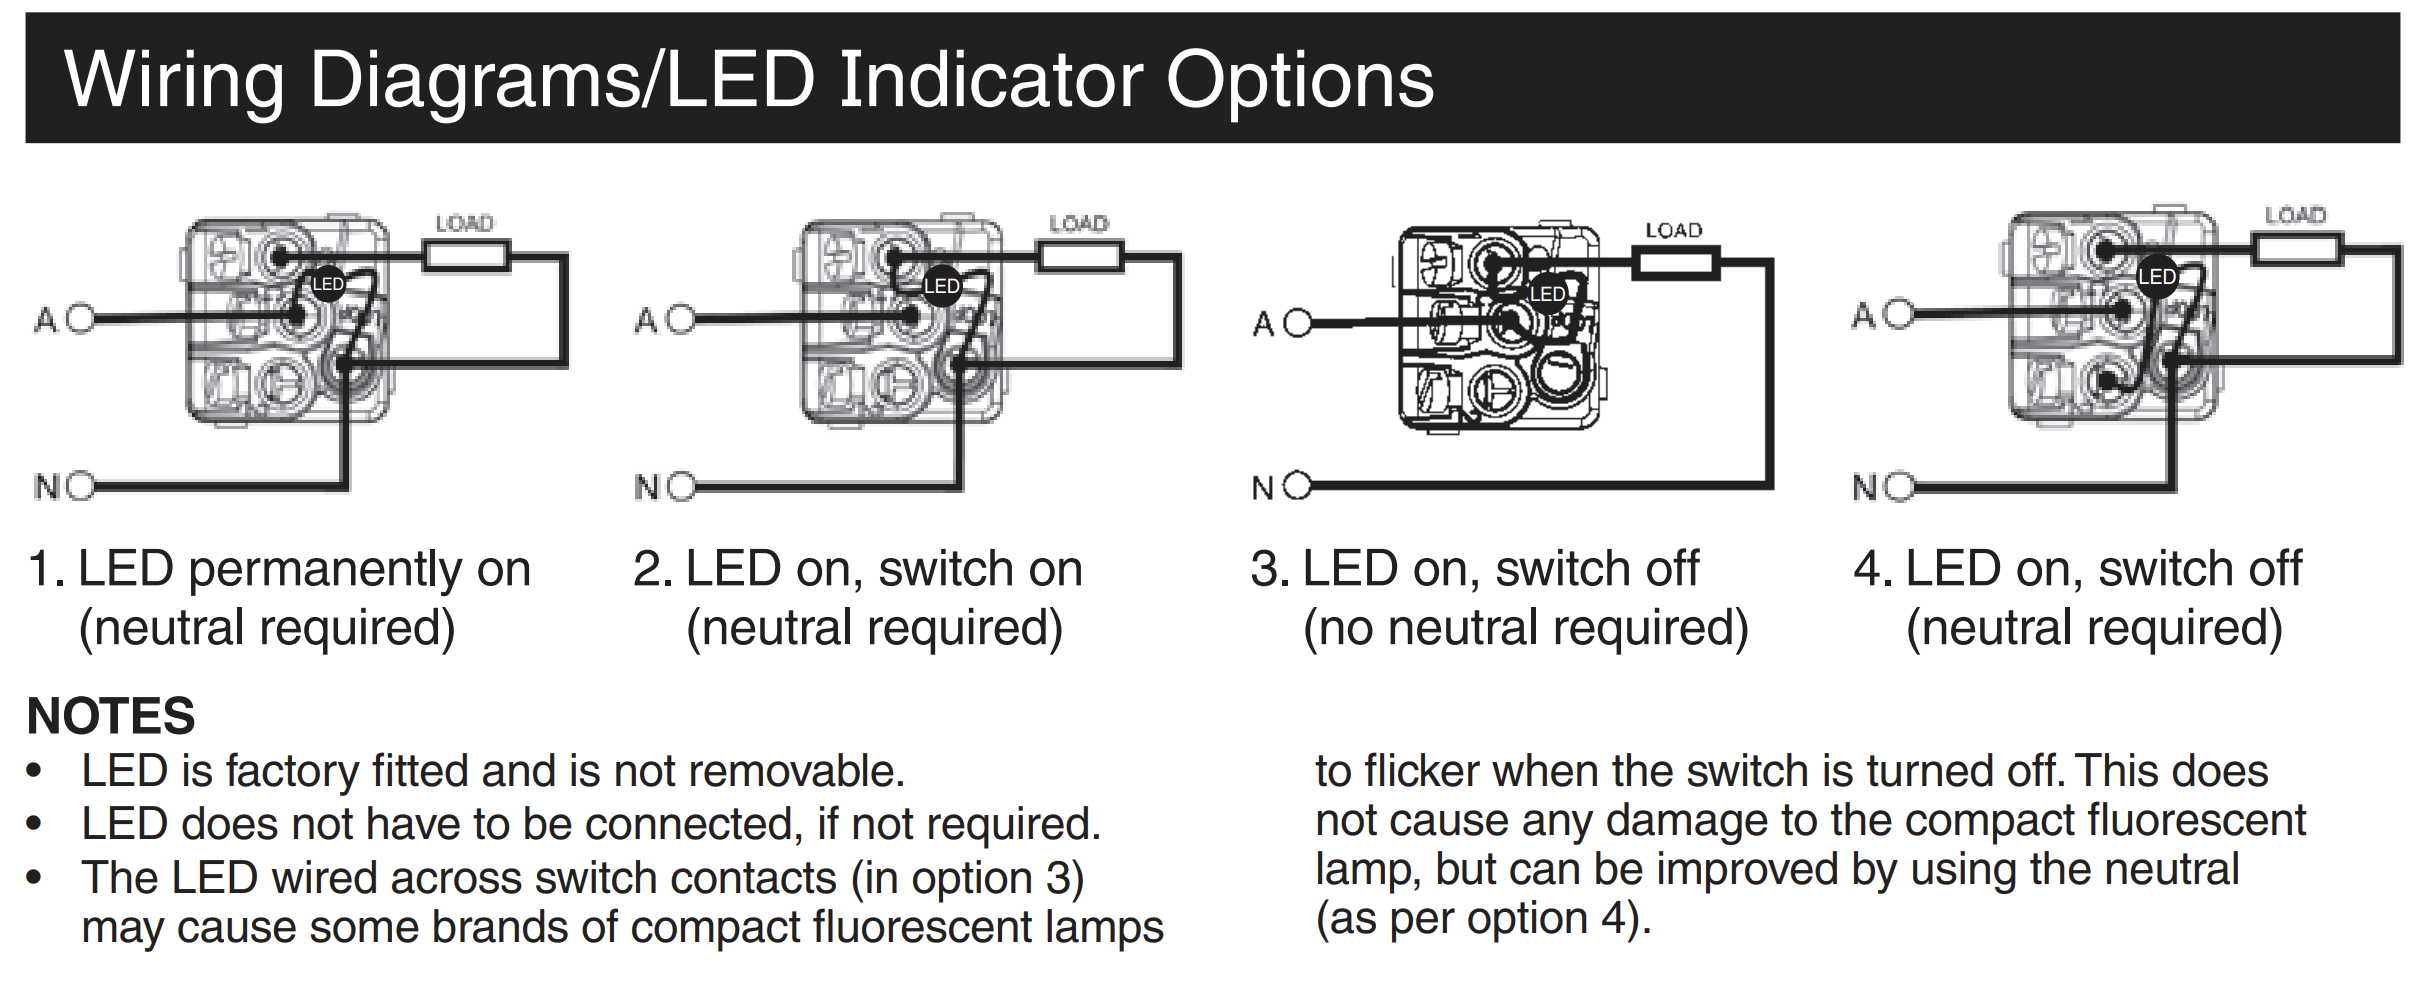 Wiring Diagrams/LED Indicator Options
LOAD
LED
A
N
1. LED permanently on
(neutral required)
LOAD
LED
A
N
2. LED on, switch on
(neutral required)
LOAD
LED
A
N
3. LED on, switch off
(no neutral required)
LOAD
LED
A
N
4. LED on, switch off
(neutral required)
NOTES
• LED is factory fitted and is not removable.
• LED does not have to be connected, if not required.
• The LED wired across switch contacts (in option 3)
may cause some brands of compact fluorescent lamps
to flicker when the switch is turned off. This does
not cause any damage to the compact fluorescent
lamp, but can be improved by using the neutral
(as per option 4).